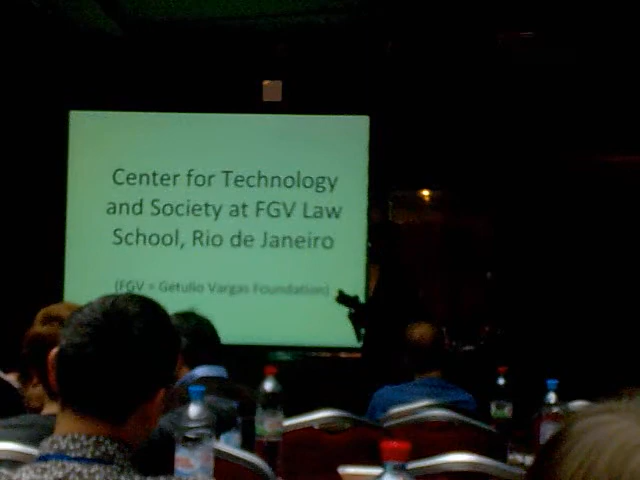 Center for Technology
and Society at FGV Law
School, Rio de Janeiro
(FGV = Getulio Vargas Foundation)